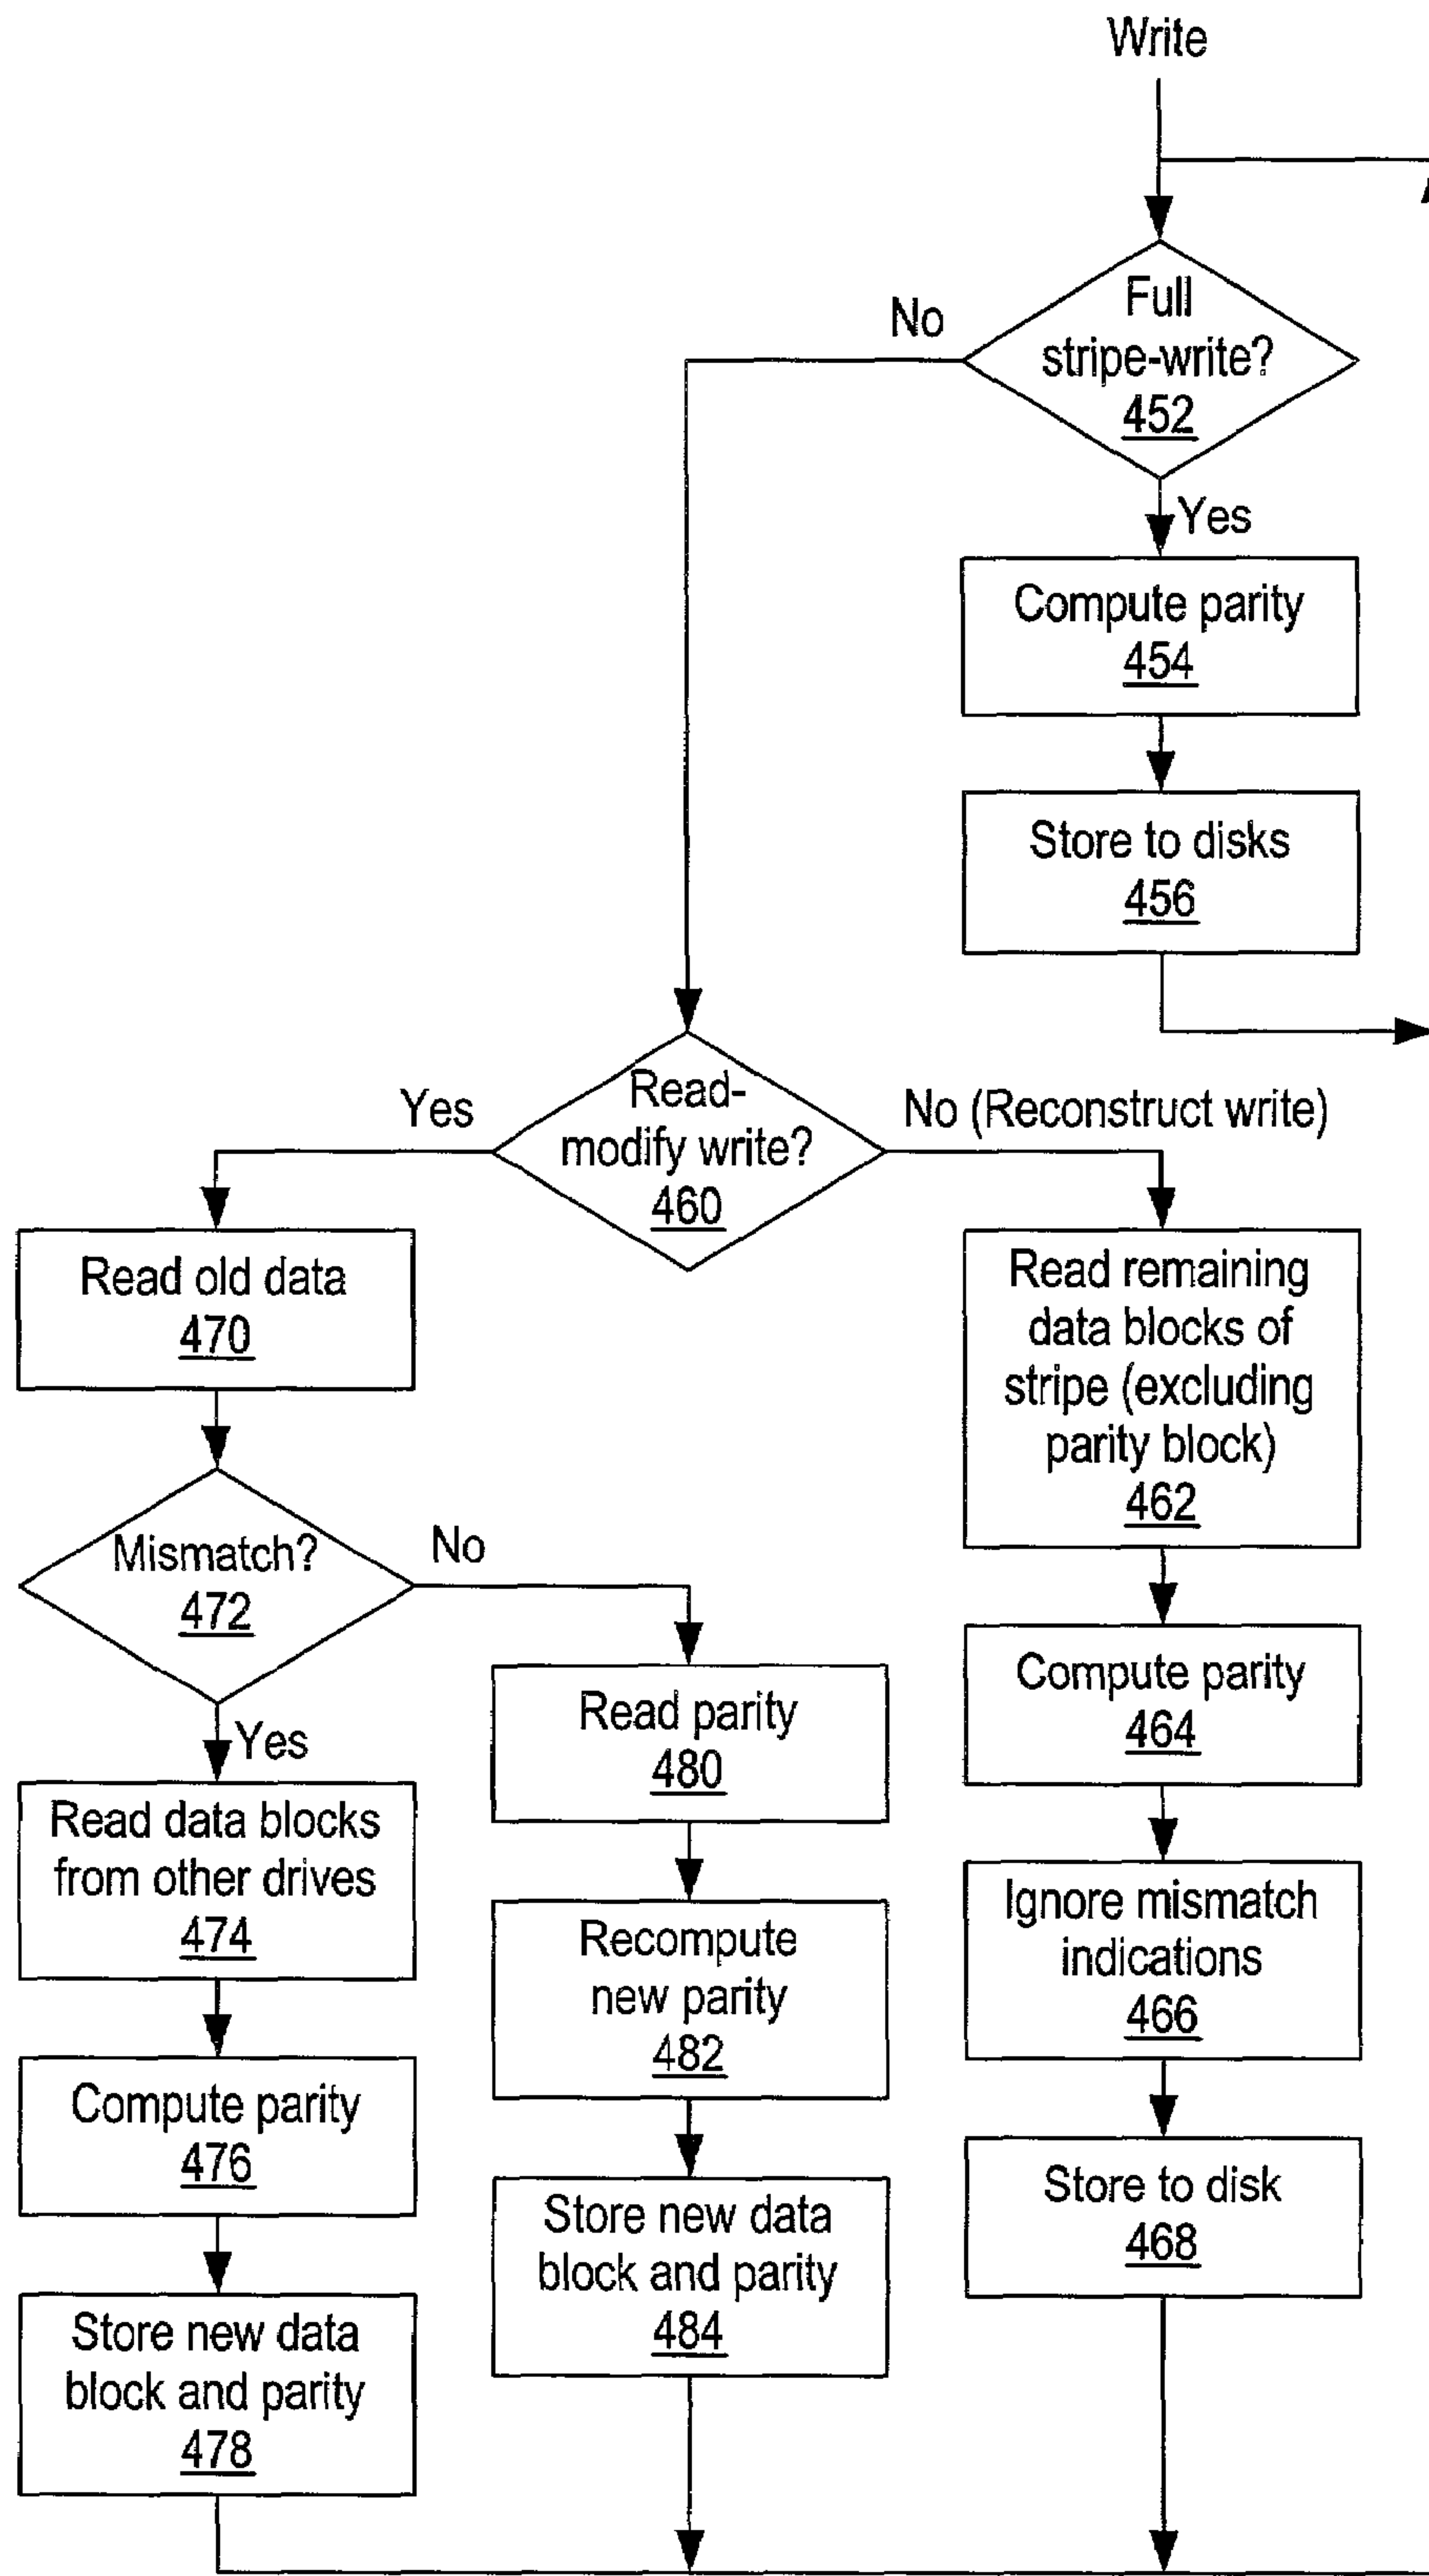 Write
No
Full
stripe-write?
452
Yes
Compute parity
454
Store to disks
456
Yes
Read-
modify write?
460
No (Reconstruct write)
Read old data
470
Read remaining
data blocks of
stripe (excluding
parity block)
462
Mismatch?
472
No
Yes
Read parity
480
Compute parity
464
Read data blocks
from other drives
474
Recompute
new parity
482
Ignore mismatch
indications
466
Compute parity
476
Store new data
block and parity
484
Store to disk
468
Store new data
block and parity
478